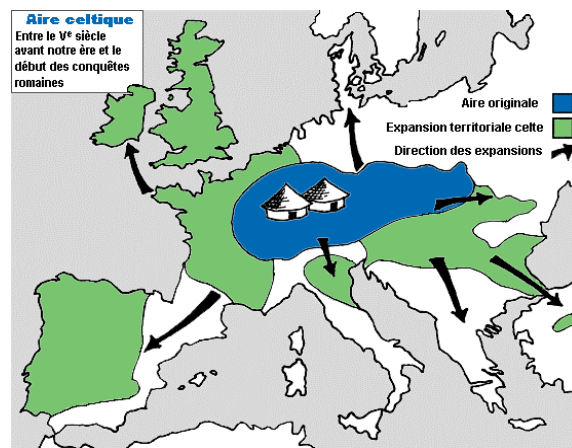 Aire celtique
Entre le Vᵉ siècle
avant notre ère et le
début des conquêtes
romaines
Aire originale
Expansion territoriale celte
Direction des expansions